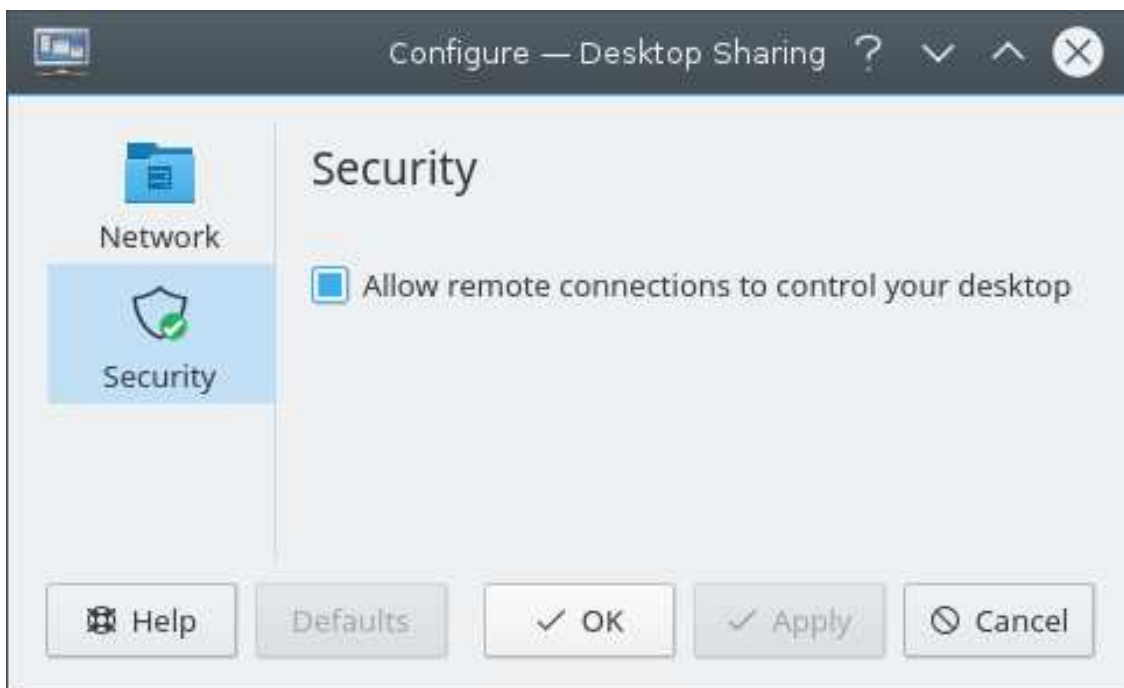 Configure — Desktop Sharing ?
Network
Security
Security
Allow remote connections to control your desktop
Help
Defaults
OK
Apply
Cancel